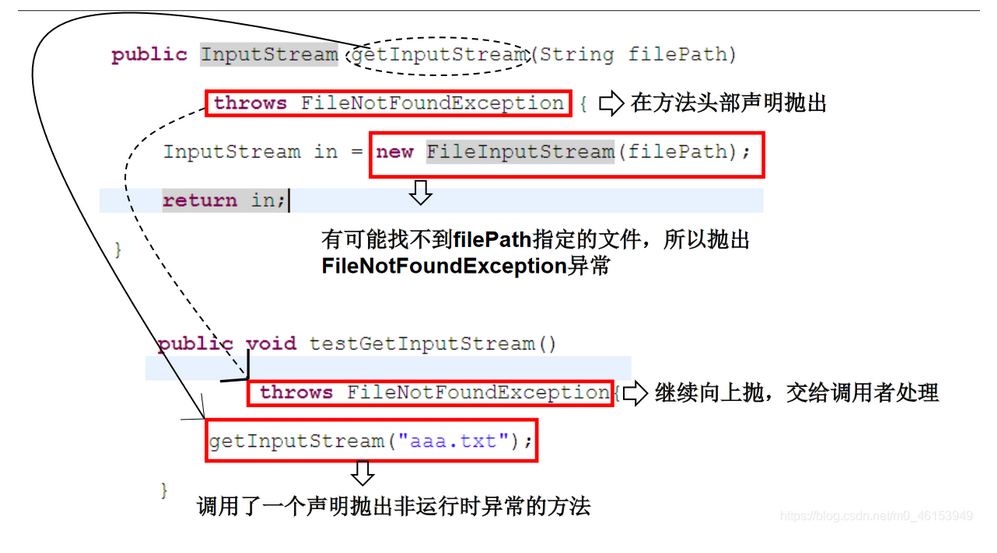 public InputStream getInputStream(String filePath)
throws FileNotFoundException { 在方法头部声明抛出
InputStream in = new FileInputStream(filePath);
return in;
有可能找不到filePath指定的文件，所以抛出
FileNotFoundException异常
}
public void testGetInputStream()
throws FileNotFoundException{ 继续向上抛，交给调用者处理
getInputStream("aaa.txt");
}
调用了一个声明抛出非运行时异常的方法
https://blog.csdn.net/m0_46153949